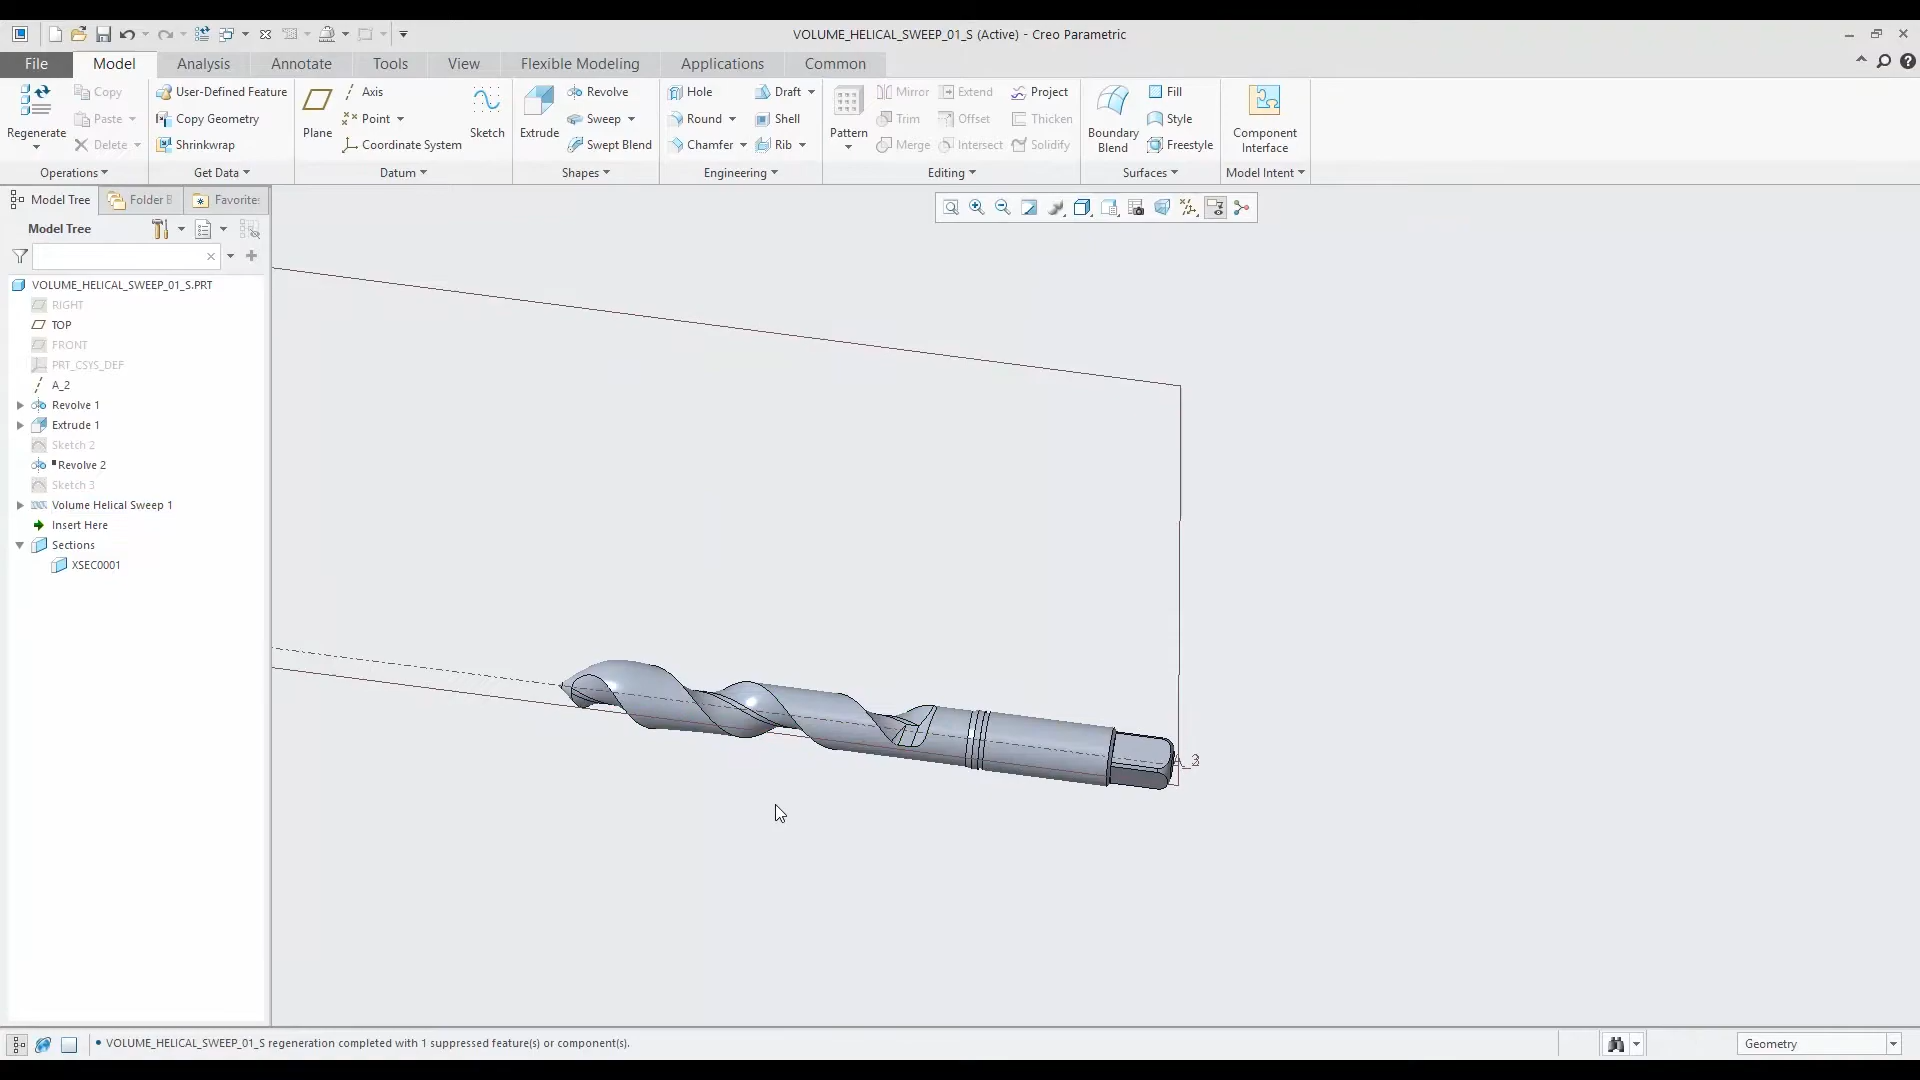 VOLUME_HELICAL_SWEEP_01_S (Active) - Creo Parametric
File Model Analysis Annotate Tools View Flexible Modeling Applications Common
Regenerate
Copy
Paste
Delete
Operations
User-Defined Feature
Copy Geometry
Shrinkwrap
Get Data
Plane
Axis
Point
Coordinate System
Sketch
Datum
Extrude
Revolve
Sweep
Swept Blend
Shapes
Hole
Round
Chamfer
Draft
Shell
Rib
Engineering
Pattern
Mirror
Trim
Merge
Extend
Offset
Intersect
Project
Thicken
Solidify
Editing
Boundary
Blend
Fill
Style
Freestyle
Surfaces
Component
Interface
Model Intent
Model Tree
Folder B
Favorites
Model Tree
VOLUME_HELICAL_SWEEP_01_S.PRT
RIGHT
TOP
FRONT
PRT_CSYS_DEF
A_2
Revolve 1
Extrude 1
Sketch 2
Revolve 2
Sketch 3
Volume Helical Sweep 1
Insert Here
Sections
XSEC0001
VOLUME_HELICAL_SWEEP_01_S regeneration completed with 1 suppressed feature(s) or component(s).
Geometry